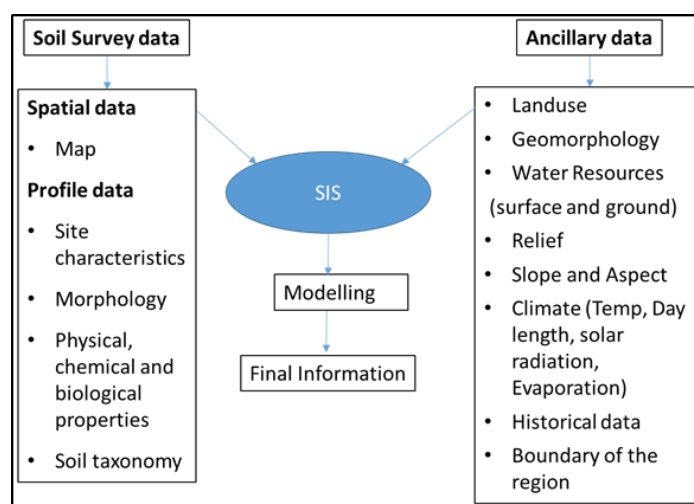 Soil Survey data
Spatial data
• Map
Profile data
• Site
characteristics
• Morphology
• Physical,
chemical and
biological
properties
• Soil taxonomy
SIS
Modelling
Final Information
Ancillary data
• Landuse
• Geomorphology
• Water Resources
(surface and ground)
• Relief
• Slope and Aspect
• Climate (Temp, Day
length, solar
radiation,
Evaporation)
• Historical data
• Boundary of the
region